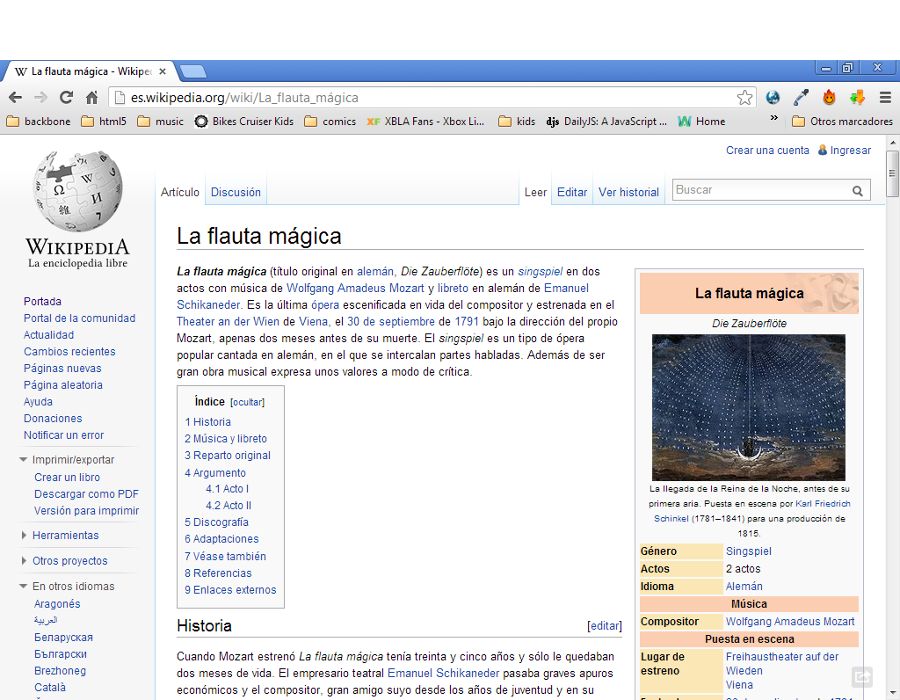 La flauta mágica - Wikipe
es.wikipedia.org/wiki/La_flauta_mágica
backbone html5 music Bikes Cruiser Kids comics XBLA Fans - Xbox Li... kids djs DailyJS: A JavaScript ... Home » Otros marcadores
Crear una cuenta Ingresar
Artículo Discusión Leer Editar Ver historial Buscar
WIKIPEDIA
La enciclopedia libre
Portada
Portal de la comunidad
Actualidad
Cambios recientes
Páginas nuevas
Página aleatoria
Ayuda
Donaciones
Notificar un error
Imprimir/exportar
Crear un libro
Descargar como PDF
Versión para imprimir
Herramientas
Otros proyectos
En otros idiomas
Aragonés
العربية
Беларуская
Български
Brezhoneg
Català
La flauta mágica
La flauta mágica (título original en alemán, Die Zauberflöte) es un singspiel en dos
actos con música de Wolfgang Amadeus Mozart y libreto en alemán de Emanuel
Schikaneder. Es la última ópera escenificada en vida del compositor y estrenada en el
Theater an der Wien de Viena, el 30 de septiembre de 1791 bajo la dirección del propio
Mozart, apenas dos meses antes de su muerte. El singspiel es un tipo de ópera
popular cantada en alemán, en el que se intercalan partes habladas. Además de ser
gran obra musical expresa unos valores a modo de crítica.
Índice [ocultar]
1 Historia
2 Música y libreto
3 Reparto original
4 Argumento
4.1 Acto I
4.2 Acto II
5 Discografía
6 Adaptaciones
7 Véase también
8 Referencias
9 Enlaces externos
Historia [editar]
Cuando Mozart estrenó La flauta mágica tenía treinta y cinco años y sólo le quedaban
dos meses de vida. El empresario teatral Emanuel Schikaneder pasaba graves apuros
económicos y el compositor, gran amigo suyo desde los años de juventud y en su
La flauta mágica
Die Zauberflöte
La llegada de la Reina de la Noche, antes de su
primera aria. Puesta en escena por Karl Friedrich
Schinkel (1781–1841) para una producción de
1815.
Género Singspiel
Actos 2 actos
Idioma Alemán
Música
Compositor Wolfgang Amadeus Mozart
Puesta en escena
Lugar de estreno Freihaustheater auf der
Wieden
Viena